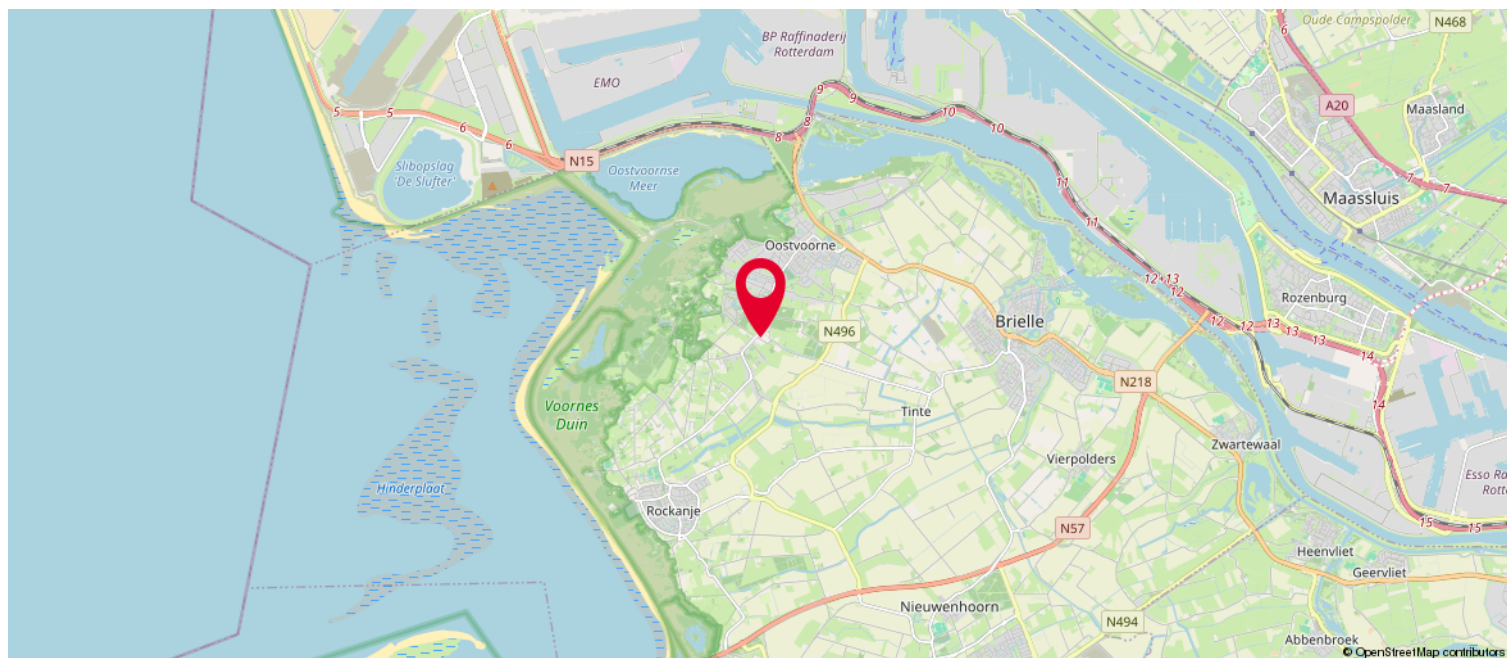 BP Raffinaderij
Rotterdam
Oude Campspolder
6
N468
EMO
A20
Maasland
5
5
6
6
N15
Slibopslag
'De Slufter'
Oostvoornse
Meer
8
8
9
9
10
10
11
11
7
7
Maassluis
Oostvoorne
12+13
12
12
12
13
13
13
14
14
Rozenburg
Brielle
N496
N218
Voornes
Duin
Tinte
Zwartewaal
Vierpolders
Hinderplaat
Rockanje
N57
15
15
Heenvliet
Geervliet
Nieuwenhoorn
N494
Abbenbroek
© OpenStreetMap contributors